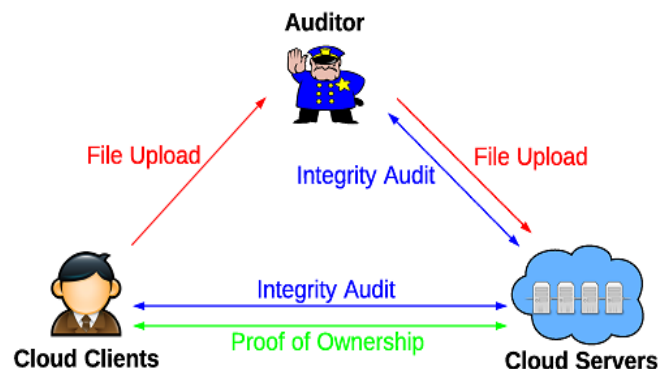 Auditor
File Upload
File Upload
Integrity Audit
Integrity Audit
Proof of Ownership
Cloud Clients
Cloud Servers